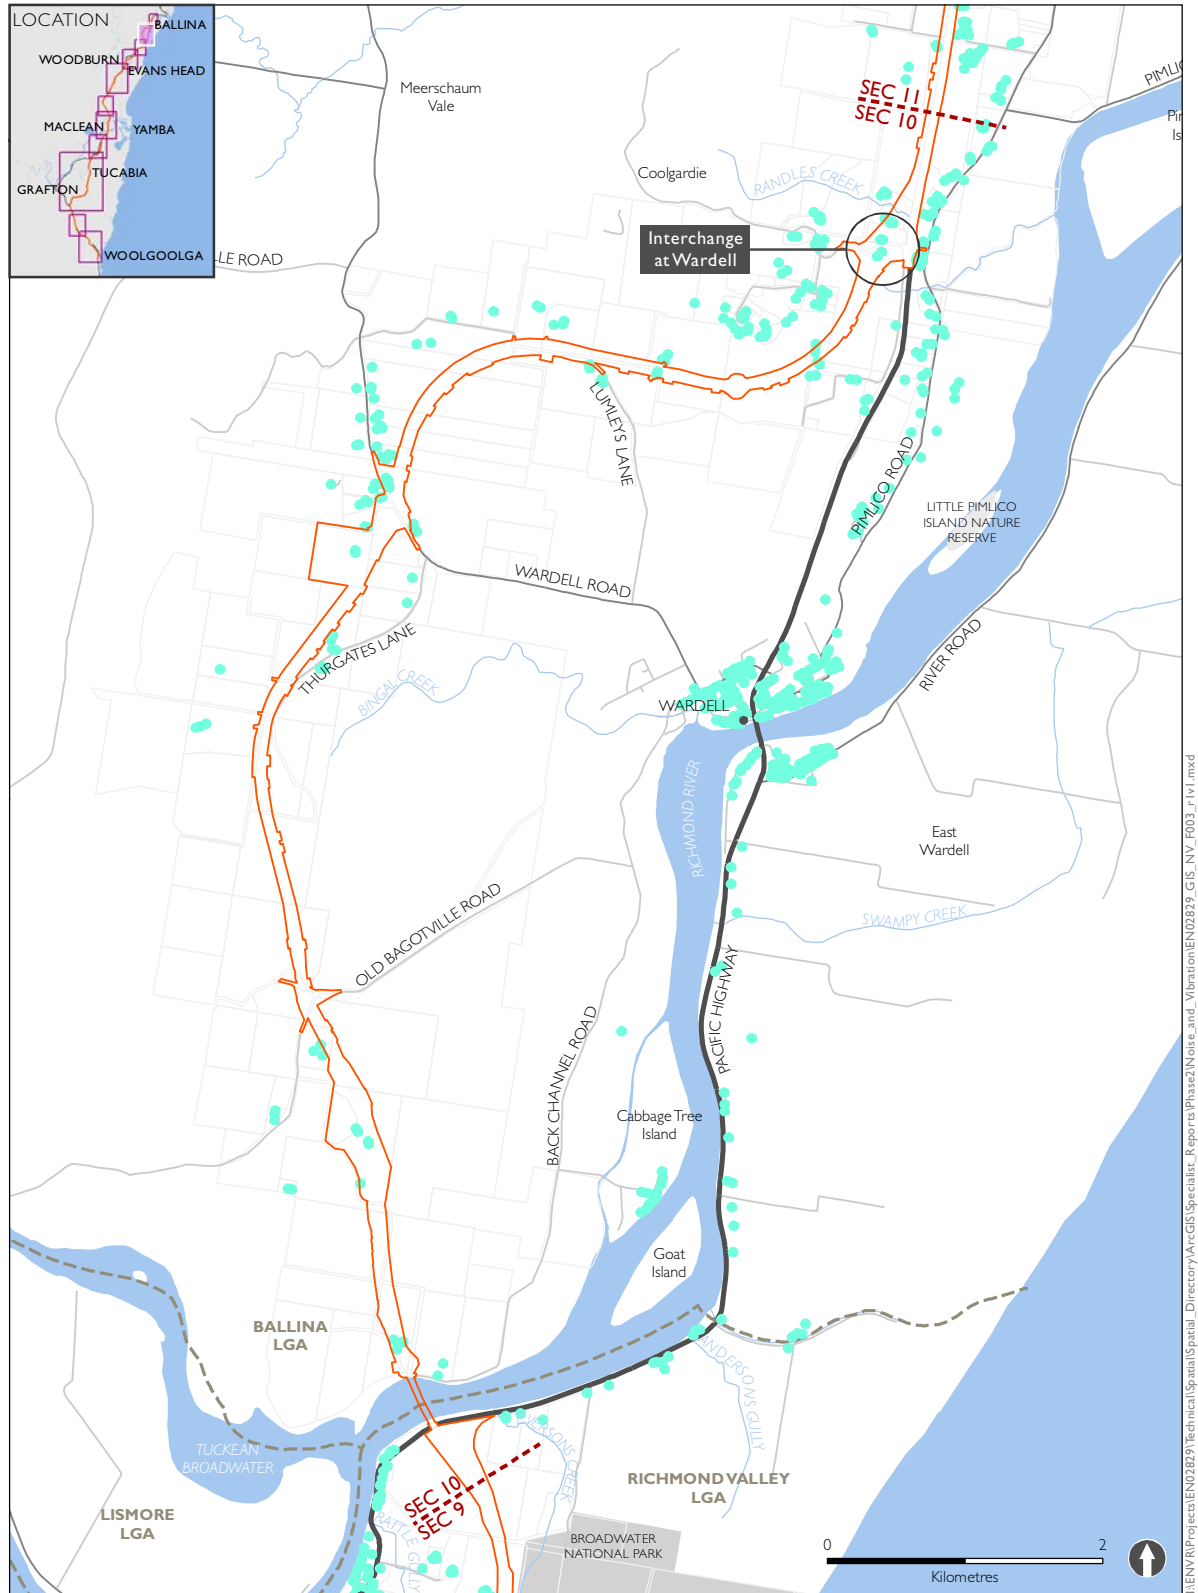 LOCATION
BALLINA
WOODBURN
EVANS HEAD
MACLEAN
YAMBA
TUCABIA
GRAFTON
WOOLGOOLGA
Meerschaum
Vale
SEC 11
SEC 10
Coolgardie
RANDLES CREEK
Interchange
at Wardell
LE ROAD
LUMLEYS LANE
PIMLICO ROAD
LITTLE PIMLICO
ISLAND NATURE
RESERVE
WARDELL ROAD
THURGATES LANE
BINGAL CREEK
RIVER ROAD
WARDELL
RICHMOND RIVER
East
Wardell
OLD BAGOTVILLE ROAD
SWAMPY CREEK
PACIFIC HIGHWAY
BACK CHANNEL ROAD
Cabbage Tree
Island
Goat
Island
BALLINA
LGA
ANDERSONS GULLY
TUCKEAN
BROADWATER
EVERSONS CREEK
RICHMOND VALLEY
LGA
SEC 10
SEC 9
LISMORE
LGA
RATTLE GULLY
BROADWATER
NATIONAL PARK
0 2
Kilometres